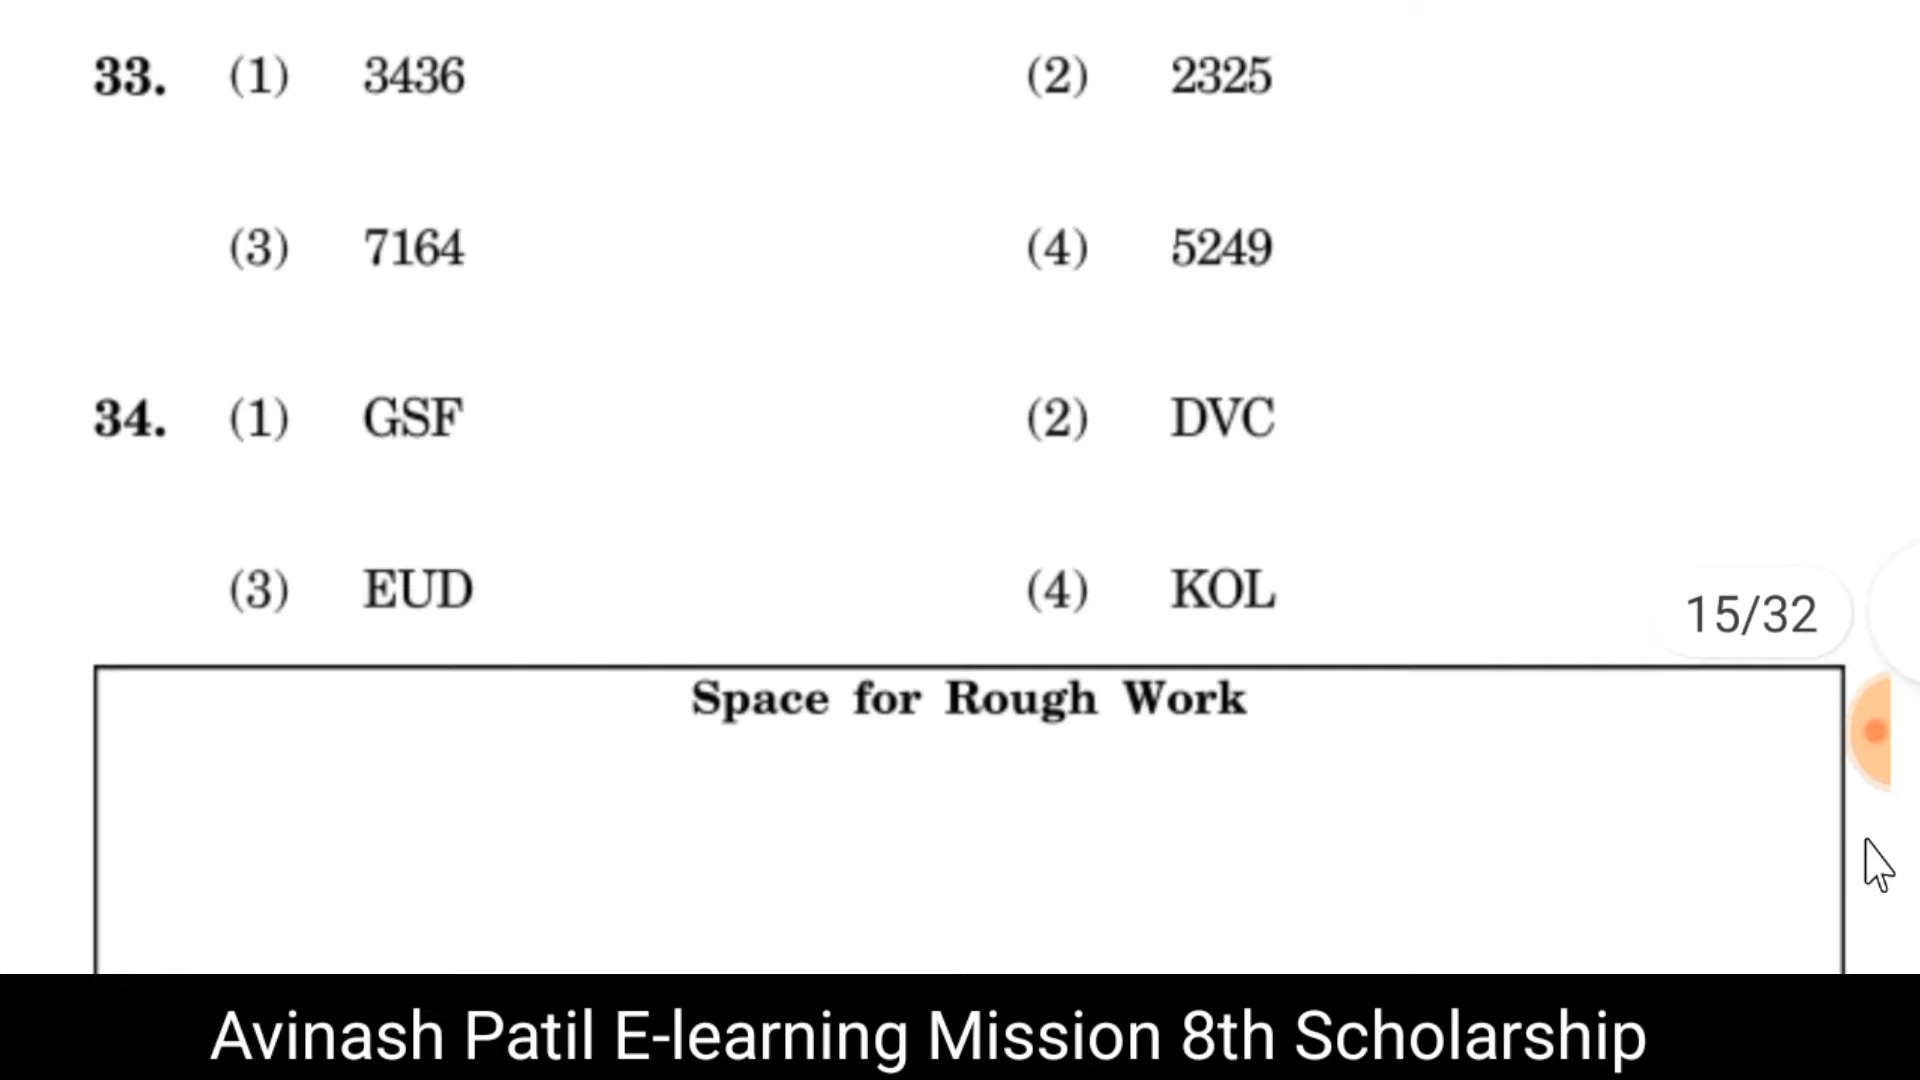 33. (1) 3436 (2) 2325
(3) 7164 (4) 5249
34. (1) GSF (2) DVC
(3) EUD (4) KOL
15/32
Space for Rough Work
Avinash Patil E-learning Mission 8th Scholarship